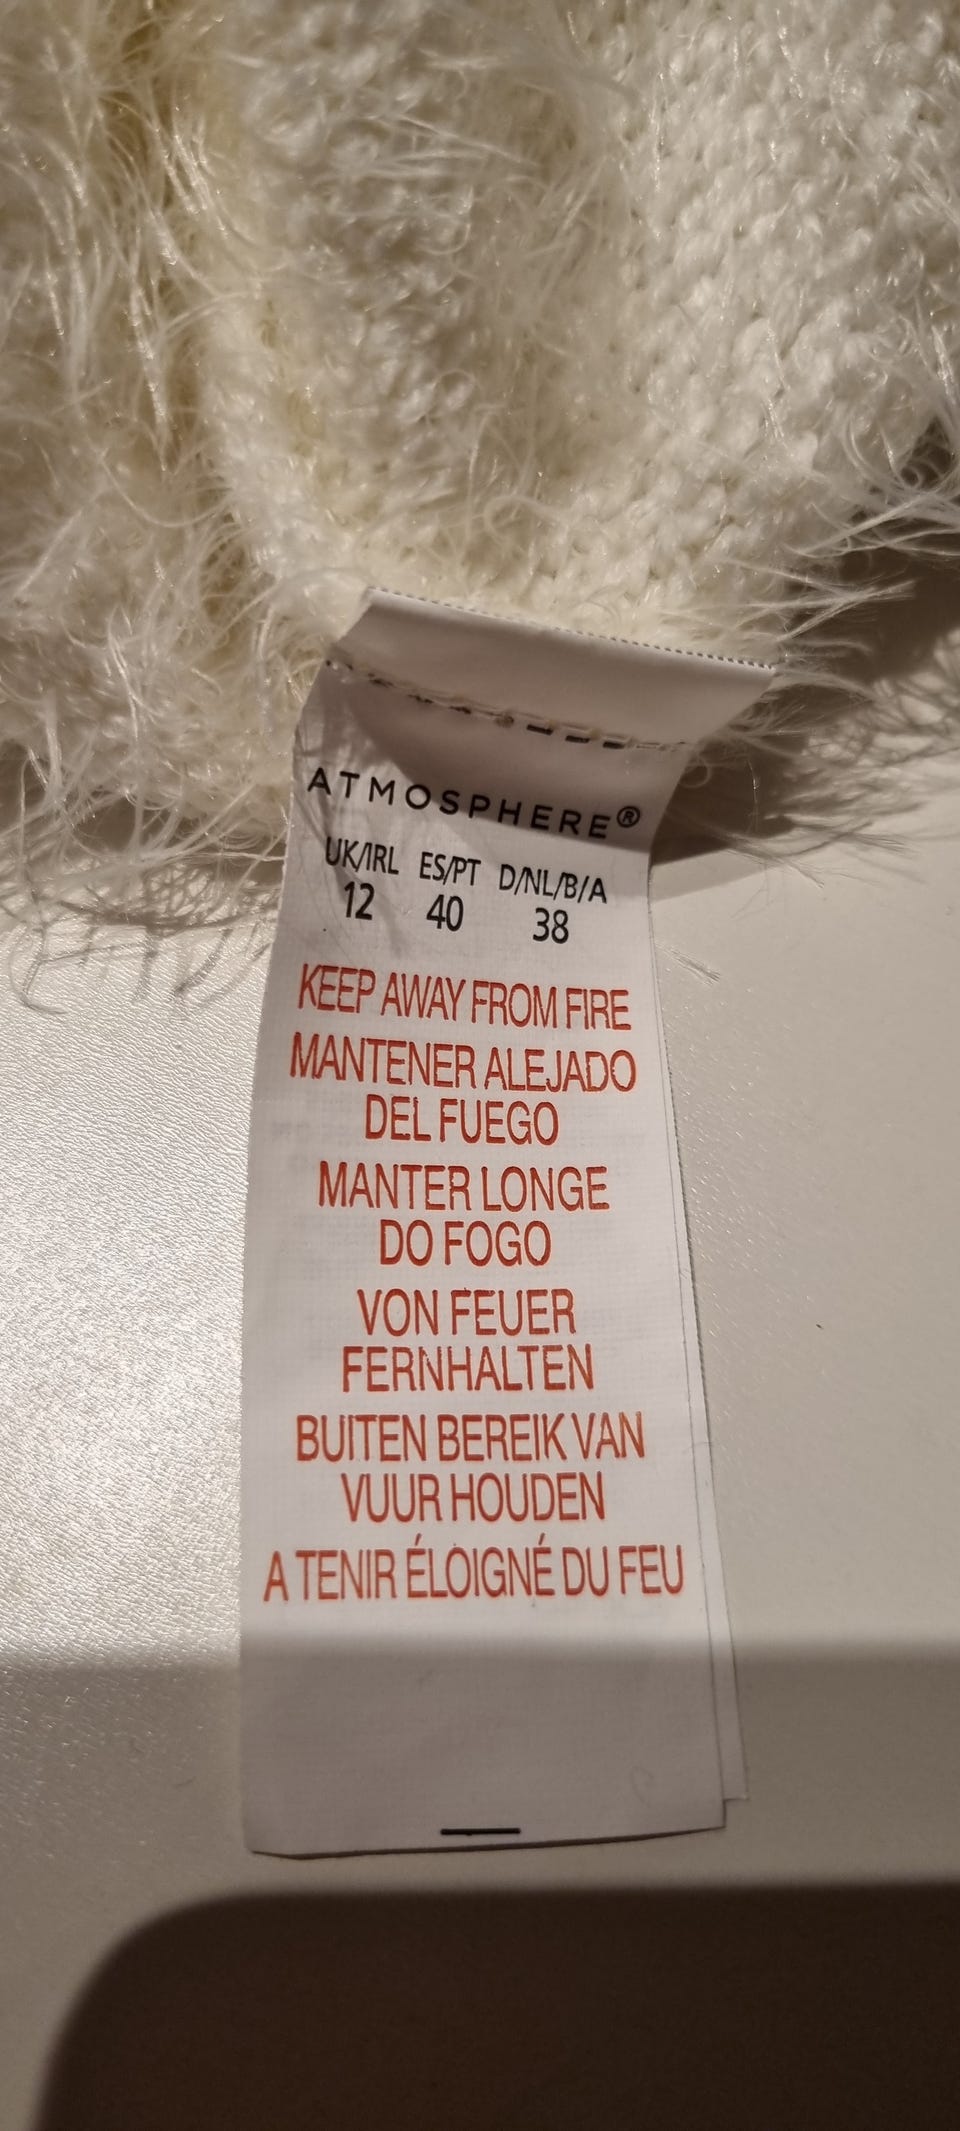 ATMOSPHERE®
UK/IRL ES/PT D/NL/B/A
12 40 38
KEEP AWAY FROM FIRE
MANTENER ALEJADO
DEL FUEGO
MANTER LONGE
DO FOGO
VON FEUER
FERNHALTEN
BUITEN BEREIK VAN
VUUR HOUDEN
A TENIR ÉLOIGNÉ DU FEU